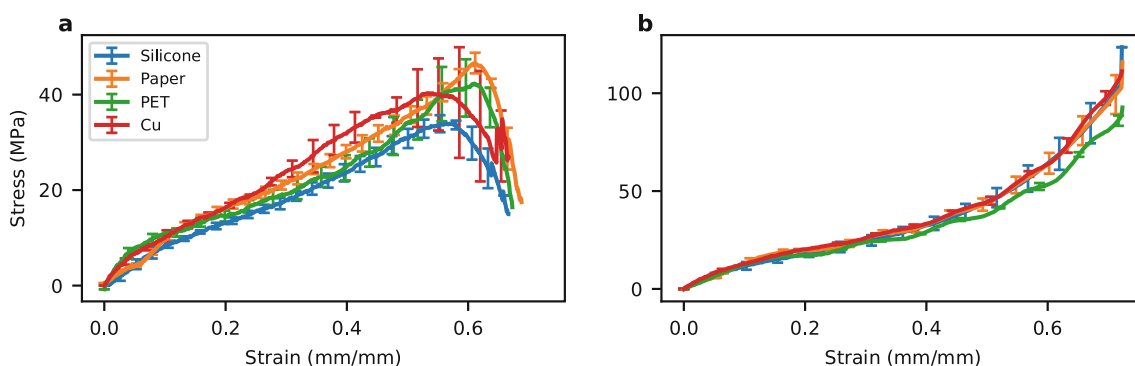 a
Silicone
Paper
PET
Cu
Stress (MPa)
40
20
0
0.0 0.2 0.4 0.6
Strain (mm/mm)
b
100
50
0
0.0 0.2 0.4 0.6
Strain (mm/mm)